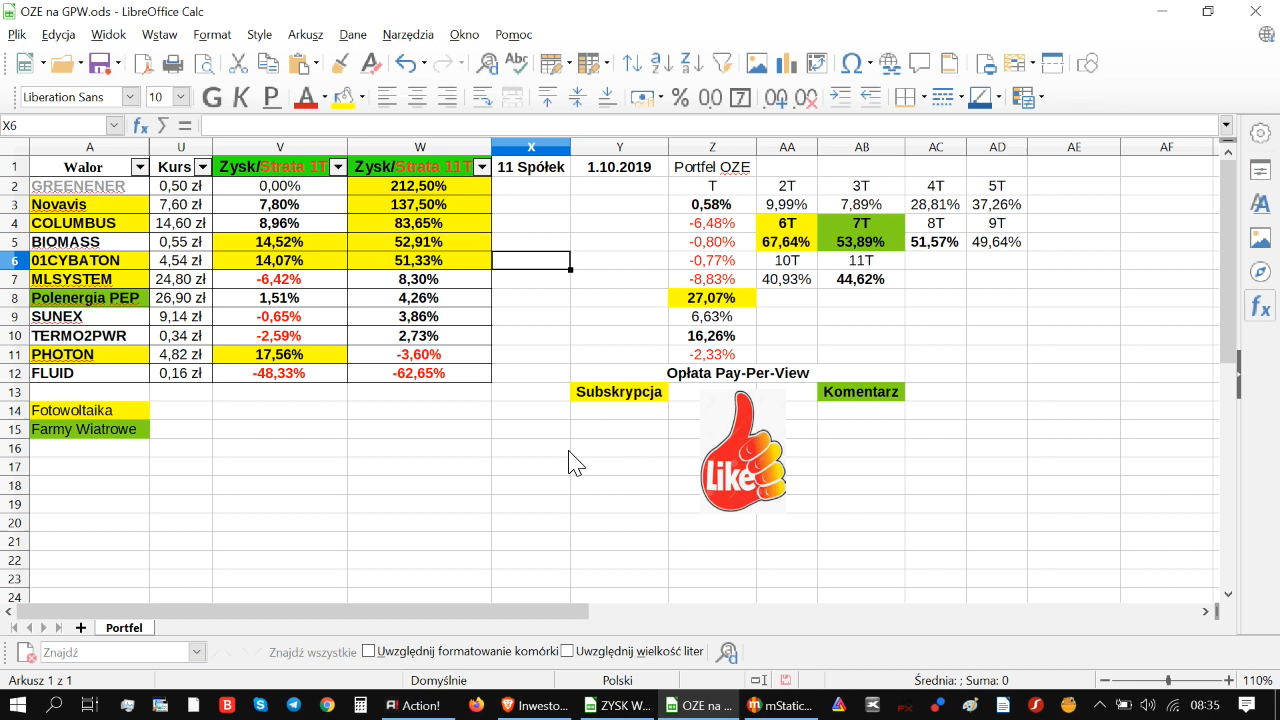 OZE na GPW.ods - LibreOffice Calc
Plik Edycja Widok Wstaw Format Style Arkusz Dane Narzędzia Okno Pomoc
Liberation Sans 10 G K P A
X6
A U V W X Y Z AA AB AC AD AE AF
1 Walor Kurs Zysk/Strata 1T Zysk/Strata 11T 11 Spółek 1.10.2019 Portfel OZE
2 GREENENER 0,50 zł 0,00% 212,50% T 2T 3T 4T 5T
3 Novavis 7,60 zł 7,80% 137,50% 0,58% 9,99% 7,89% 28,81% 37,26%
4 COLUMBUS 14,60 zł 8,96% 83,65% -6,48% 6T 7T 8T 9T
5 BIOMASS 0,55 zł 14,52% 52,91% -0,80% 67,64% 53,89% 51,57% 49,64%
6 01CYBATON 4,54 zł 14,07% 51,33% -0,77% 10T 11T
7 MLSYSTEM 24,80 zł -6,42% 8,30% -8,83% 40,93% 44,62%
8 Polenergia PEP 26,90 zł 1,51% 4,26% 27,07%
9 SUNEX 9,14 zł -0,65% 3,86% 6,63%
10 TERMO2PWR 0,34 zł -2,59% 2,73% 16,26%
11 PHOTON 4,82 zł 17,56% -3,60% -2,33%
12 FLUID 0,16 zł -48,33% -62,65% Opłata Pay-Per-View
13 Subskrypcja Komentarz
14 Fotowoltaika
15 Farmy Wiatrowe
16
17 Like
18
19
20
21
22
23
24
Portfel
Znajdź Znajdź wszystkie Uwzględnij formatowanie komórki Uwzględnij wielkość liter
Arkusz 1 z 1 Domyślnie Polski Średnia: ; Suma: 0 110%
Action! Inwesto... ZYSK W... OZE na ... mStatic... 08:35